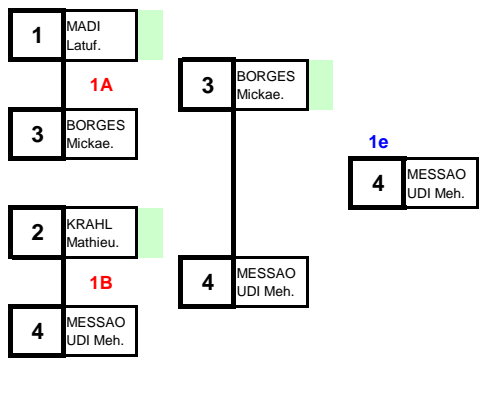 1
MADI
Latuf.
1A
3
BORGES
Mickae.
2
KRAHL
Mathieu.
1B
4
MESSAO
UDI Meh.
3
BORGES
Mickae.
4
MESSAO
UDI Meh.
1e
4
MESSAO
UDI Meh.